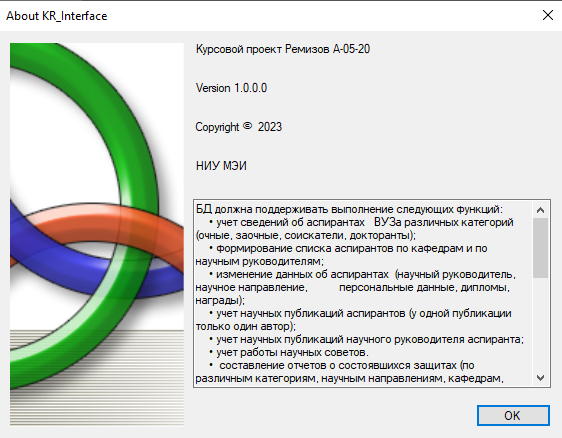 About KR_Interface
Курсовой проект Ремизов А-05-20
Version 1.0.0.0
Copyright © 2023
НИУ МЭИ
БД должна поддерживать выполнение следующих функций:
• учет сведений об аспирантах ВУЗа различных категорий
(очные, заочные, соискатели, докторанты);
• формирование списка аспирантов по кафедрам и по
научным руководителям;
• изменение данных об аспирантах (научный руководитель,
научное направление, персональные данные, дипломы,
награды);
• учет научных публикаций аспирантов (у одной публикации
только один автор);
• учет научных публикаций научного руководителя аспиранта;
• учет работы научных советов.
• составление отчетов о состоявшихся защитах (по
различным категориям, научным направлениям, кафедрам,
OK